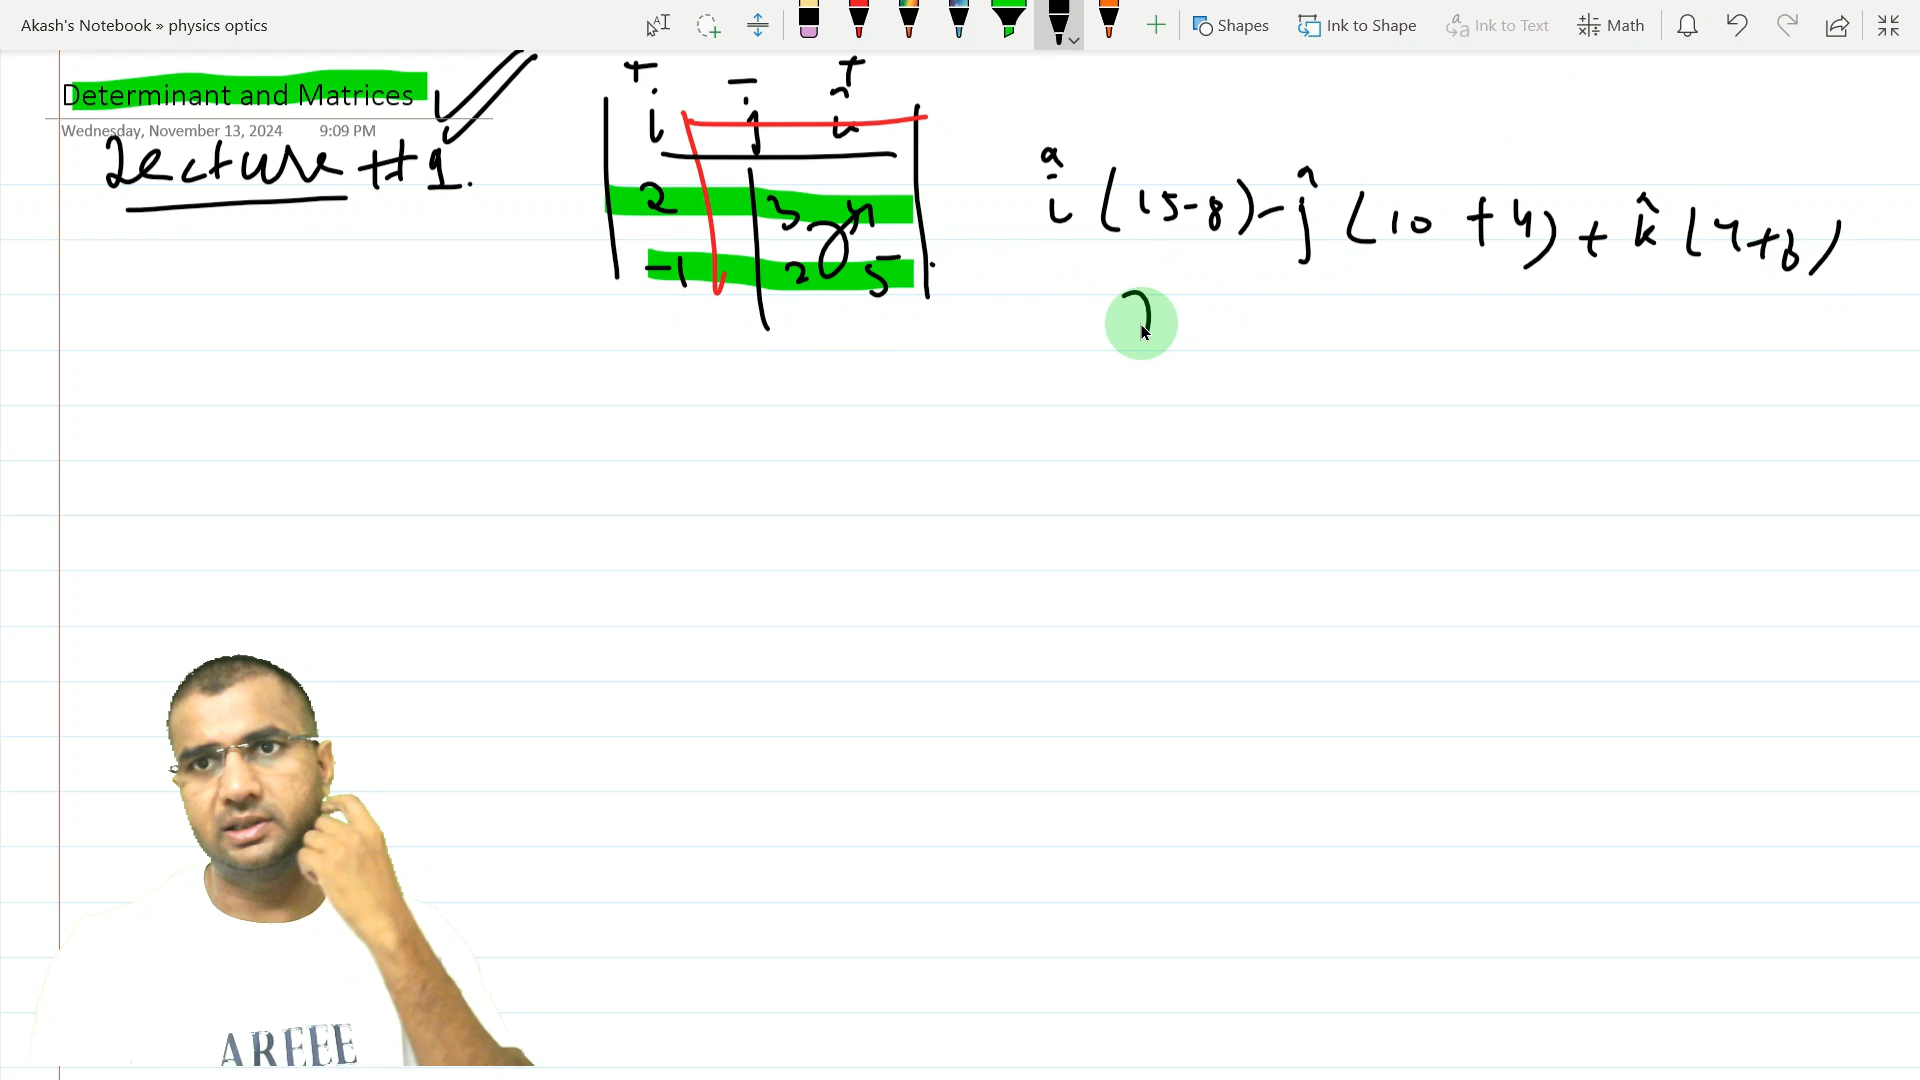 Akash's Notebook » physics optics
Shapes
Ink to Shape
Ink to Text
Math
Determinant and Matrices
Wednesday, November 13, 2024 9:09 PM
Lecture #1.
+ - +
i j k̂
2 3 4
-1 2 5
î (15-8) - ĵ (10 + 4) + k̂ (4+6)
7
AREEE